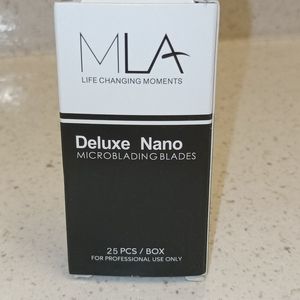 MLA
LIFE CHANGING MOMENTS
Deluxe Nano
MICROBLADING BLADES
25 PCS / BOX
FOR PROFESSIONAL USE ONLY